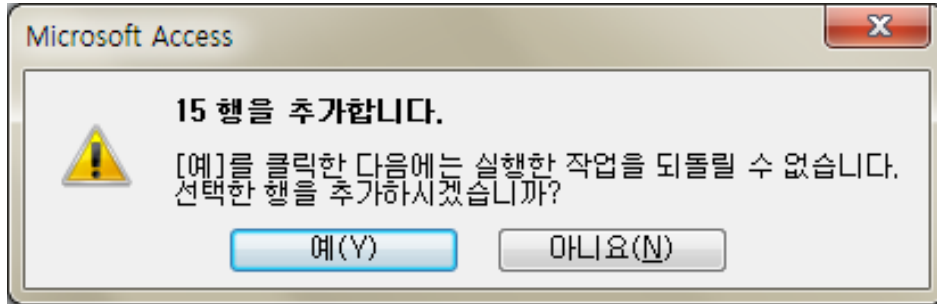 Microsoft Access
15 행을 추가합니다.
[예]를 클릭한 다음에는 실행한 작업을 되돌릴 수 없습니다.
선택한 행을 추가하시겠습니까?
예(Y)
아니요(N)